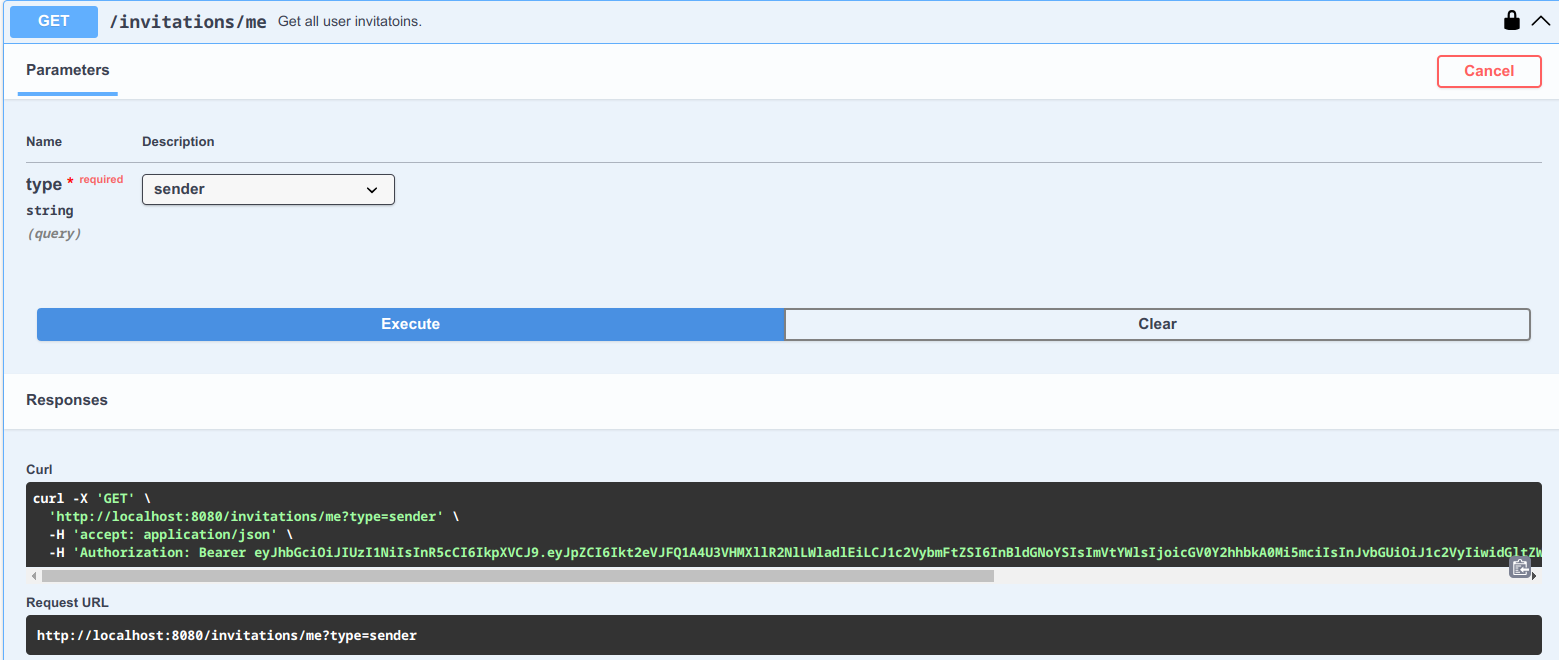 GET /invitations/me Get all user invitatoins.
Parameters
Cancel
Name Description
type * required
sender
string
(query)
Execute Clear
Responses
Curl
curl -X 'GET' \
'http://localhost:8080/invitations/me?type=sender' \
-H 'accept: application/json' \
-H 'Authorization: Bearer eyJhbGciOiJIUzI1NiIsInR5cCI6IkpXVCJ9.eyJpZCI6Ikt2eVJFQ1A4U3VHMXllR2NlLWladlEiLCJ1c2VybmFtZSI6InBldGNoYSIsImVtYWlsIjoicGV0Y2hhbkA0Mi5mciIsInJvbGUiOiJ1c2VyIiwidGltZW
Request URL
http://localhost:8080/invitations/me?type=sender